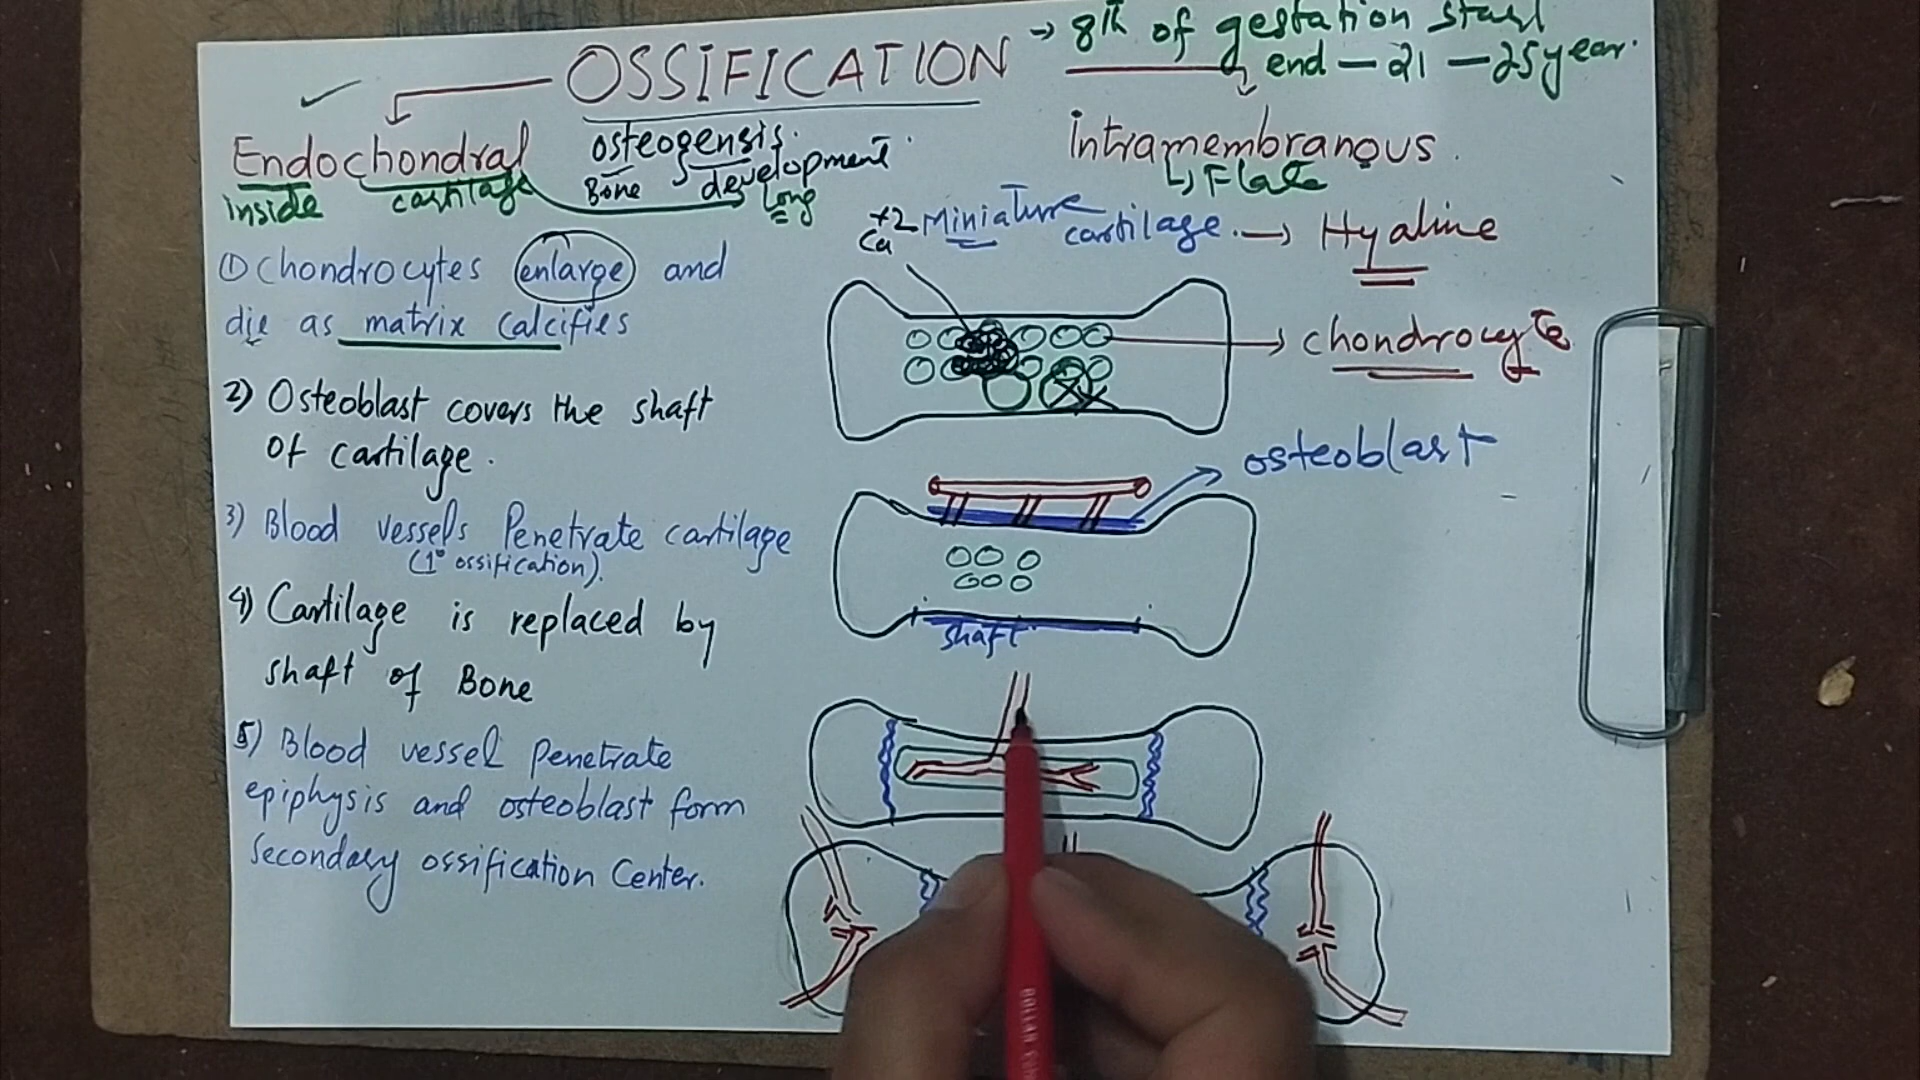 OSSIFICATION → 8th of gestation start
end — 21 — 25 year.
Endochondral
inside cartilage
osteogensis.
Bone development
long
Intramembranous
↳ Flate
Ca+2
Miniature cartilage. → Hyaline
chondrocyte
① Chondrocytes enlarge and
die as matrix calcifies
2) Osteoblast covers the shaft
of cartilage.
osteoblast
3) Blood vessels Penetrate cartilage
(1° ossification).
shaft
4) Cartilage is replaced by
shaft of Bone
5) Blood vessel penetrate
epiphysis and osteoblast form
Secondary ossification Center.